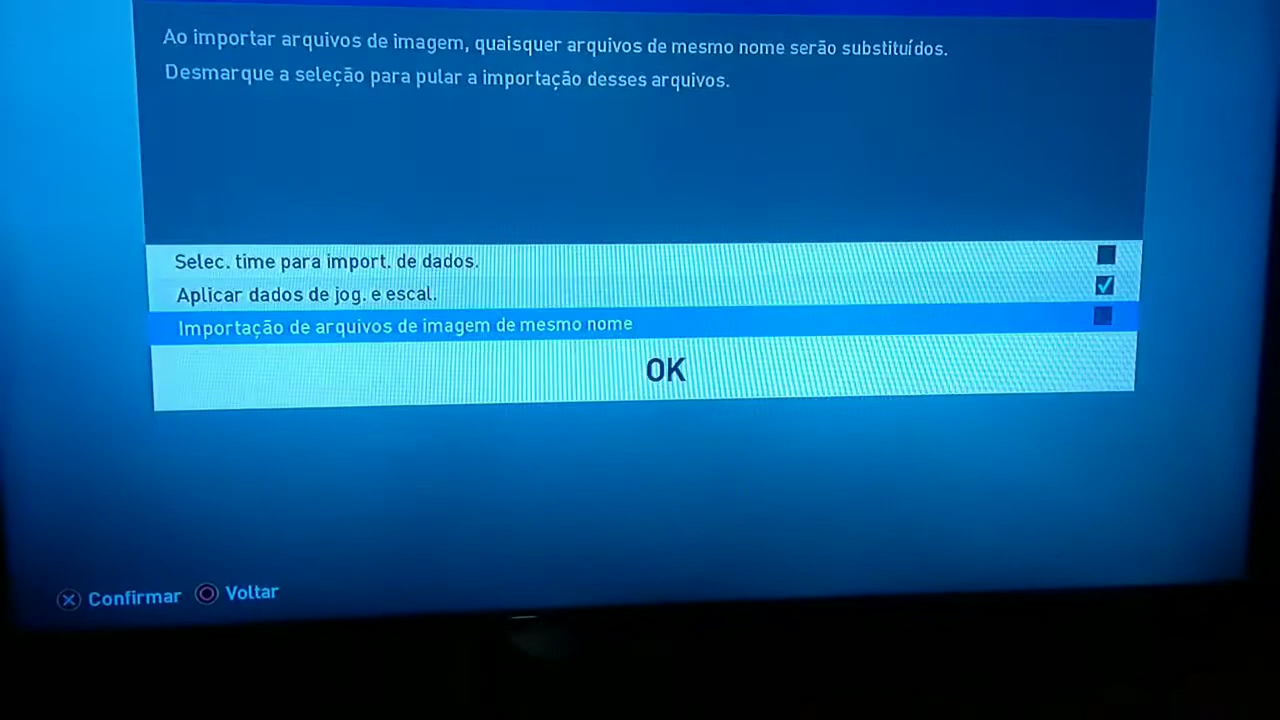 Ao importar arquivos de imagem, quaisquer arquivos de mesmo nome serão substituídos.
Desmarque a seleção para pular a importação desses arquivos.
Selec. time para import. de dados.
Aplicar dados de jog. e escal.
Importação de arquivos de imagem de mesmo nome
OK
Confirmar Voltar